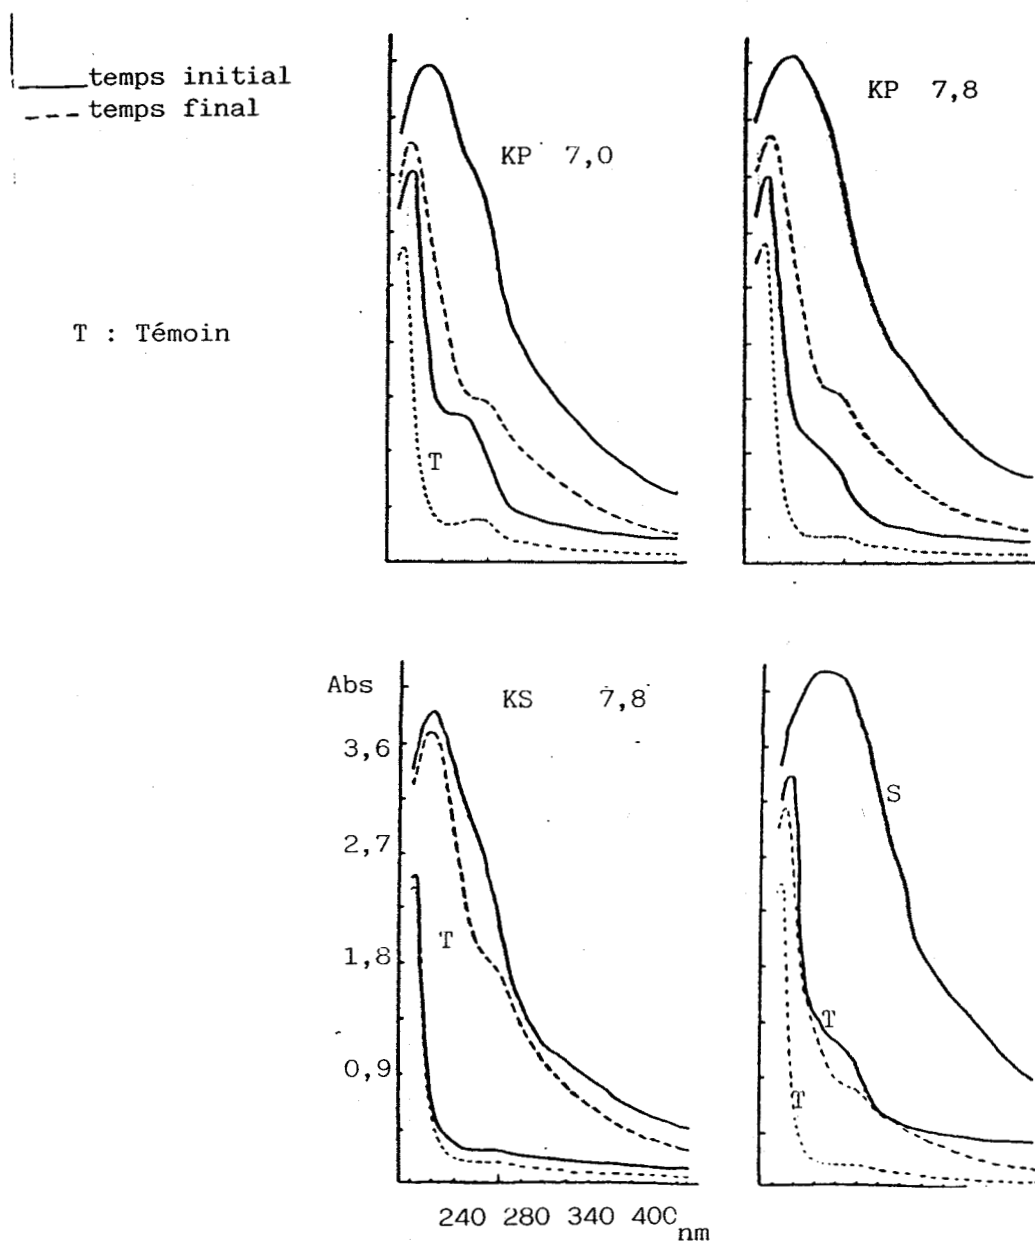 temps initial
temps final
KP 7,0
KP 7,8
T : Témoin
T
Abs
KS 7,8
3,6
S
2,7
T
1,8
T
0,9
T
240 280 340 400 nm